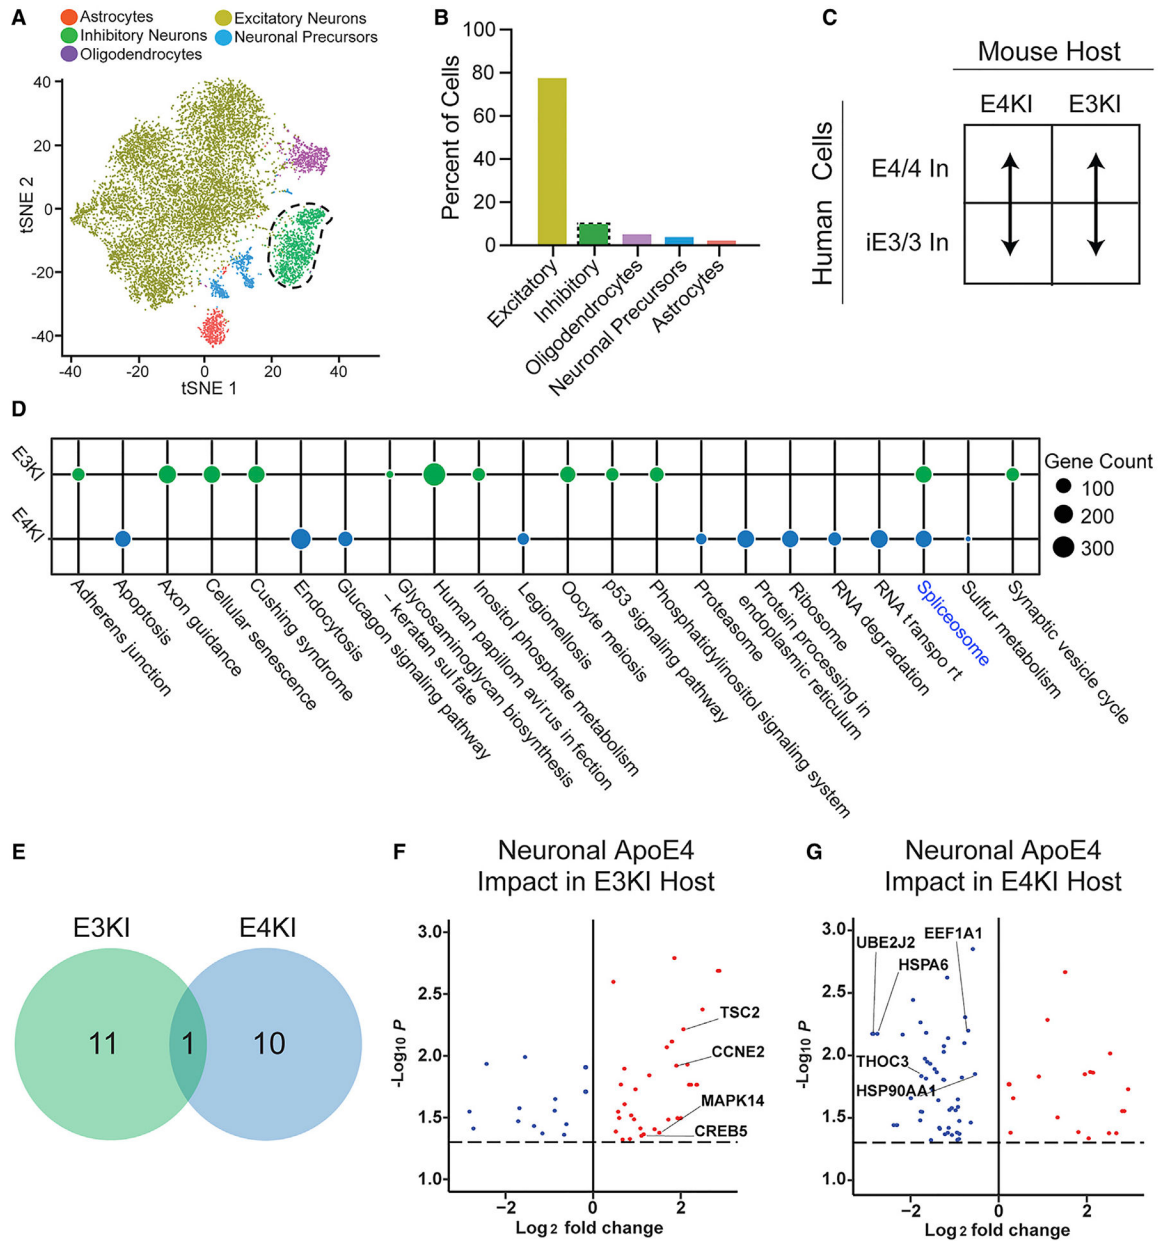 A
Astrocytes
Excitatory Neurons
Inhibitory Neurons
Neuronal Precursors
Oligodendrocytes
tSNE 2
40
20
0
-20
-40
-40
-20
0
20
40
tSNE 1
B
Percent of Cells
100
80
60
40
20
0
Excitatory
Inhibitory
Oligodendrocytes
Neuronal Precursors
Astrocytes
C
Mouse Host
E4KI
E3KI
Human Cells
E4/4 In
iE3/3 In
D
E3KI
E4KI
Gene Count
100
200
300
Adherens junction
Apoptosis
Axon guidance
Cellular senescence
Cushing syndrome
Endocytosis
Glucagon signaling pathway
Glycosaminoglycan biosynthesis
– keratan sulfate
Human papillom avirus in fection
Inositol phosphate metabolism
Legionellosis
Oocyte meiosis
p53 signaling pathway
Phosphatidylinositol signaling system
Proteasome
Protein processing in
endoplasmic reticulum
Ribosome
RNA degradation
RNA transpo rt
Spliceosome
Sulfur metabolism
Synaptic vesicle cycle
E
E3KI
E4KI
11
1
10
F
Neuronal ApoE4
Impact in E3KI Host
-Log10 P
3.0
2.5
2.0
1.5
1.0
TSC2
CCNE2
MAPK14
CREB5
−2
0
2
Log2 fold change
G
Neuronal ApoE4
Impact in E4KI Host
-Log10 P
3.0
2.5
2.0
1.5
1.0
UBE2J2
EEF1A1
HSPA6
THOC3
HSP90AA1
−2
0
2
Log2 fold change